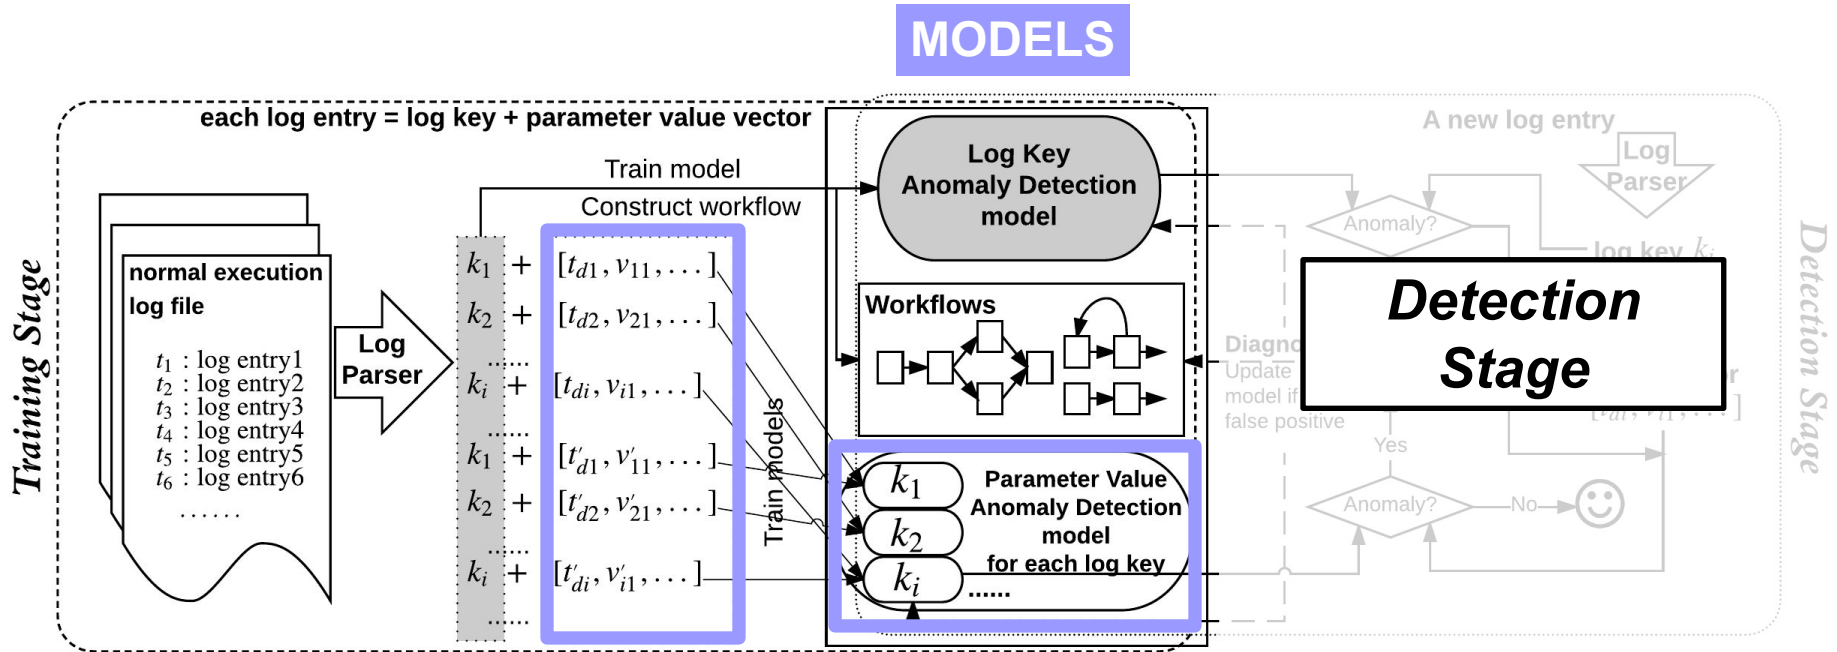 MODELS
each log entry = log key + parameter value vector
A new log entry
Training Stage
normal execution
log file
t1 : log entry1
t2 : log entry2
t3 : log entry3
t4 : log entry4
t5 : log entry5
t6 : log entry6
......
Log
Parser
Train model
Construct workflow
k1 + [td1, v11, ...]
k2 + [td2, v21, ...]
......
ki + [tdi, vi1, ...]
......
k1 + [t'd1, v'11, ...]
k2 + [t'd2, v'21, ...]
......
ki + [t'di, v'i1, ...]
......
Train models
Log Key
Anomaly Detection
model
Workflows
k1
k2
ki
Parameter Value
Anomaly Detection
model
for each log key
......
Log
Parser
Anomaly?
log key ki
Detection
Stage
Update
model if
false positive
Yes
Anomaly?
No
Detection Stage